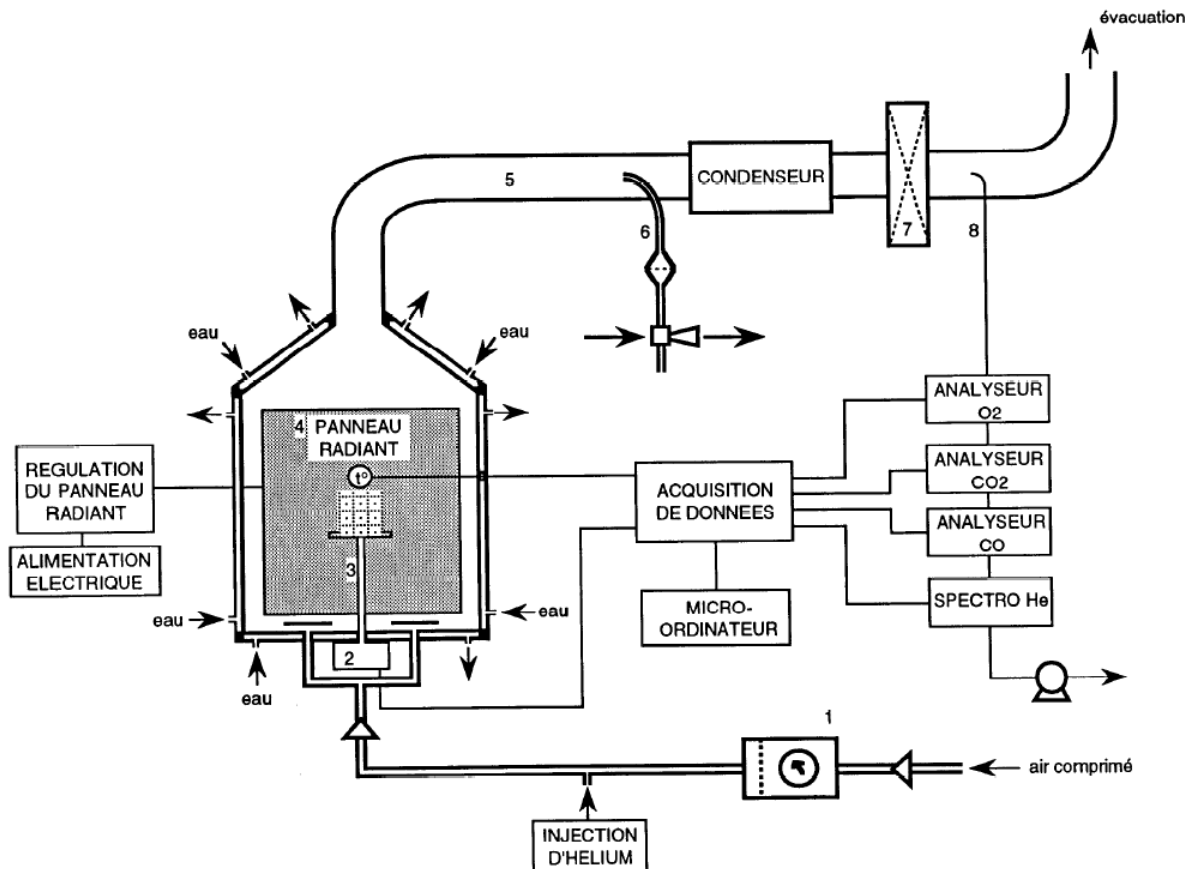 évacuation
5
CONDENSEUR
6
7
8
eau
eau
4 PANNEAU
RADIANT
t°
3
REGULATION
DU PANNEAU
RADIANT
ALIMENTATION
ELECTRIQUE
ACQUISITION
DE DONNEES
MICRO-
ORDINATEUR
ANALYSEUR
O2
ANALYSEUR
CO2
ANALYSEUR
CO
SPECTRO He
eau
eau
2
eau
1
air comprimé
INJECTION
D'HELIUM